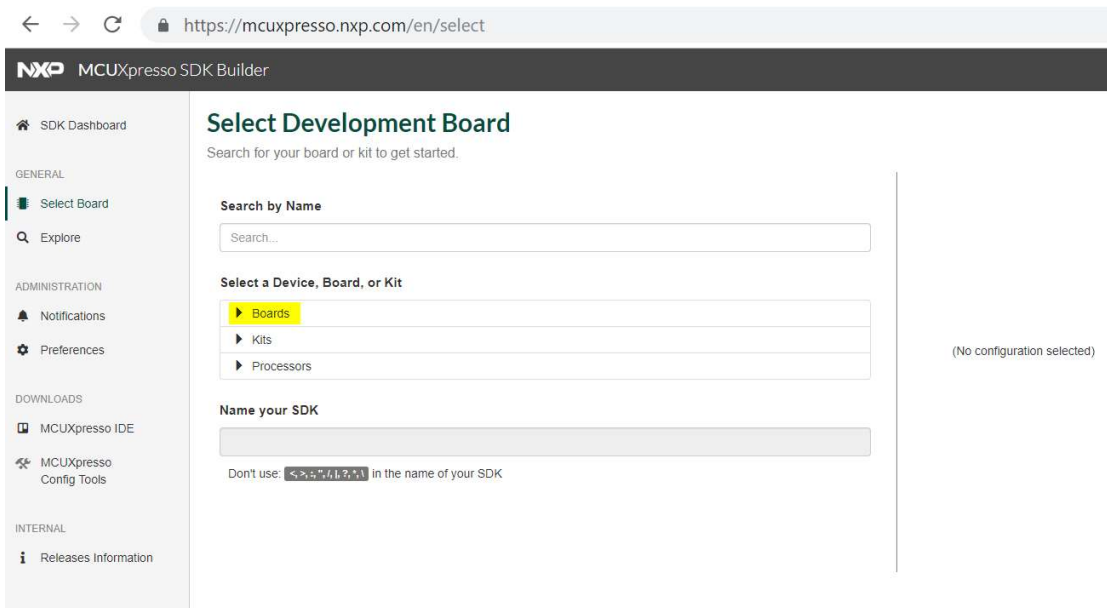 https://mcuxpresso.nxp.com/en/select
NXP MCUXpresso SDK Builder
SDK Dashboard
GENERAL
Select Board
Explore
ADMINISTRATION
Notifications
Preferences
DOWNLOADS
MCUXpresso IDE
MCUXpresso
Config Tools
INTERNAL
Releases Information
Select Development Board
Search for your board or kit to get started.
Search by Name
Search...
Select a Device, Board, or Kit
Boards
Kits
Processors
Name your SDK
Don't use: <,>,:,",/,|,?,*,\ in the name of your SDK
(No configuration selected)